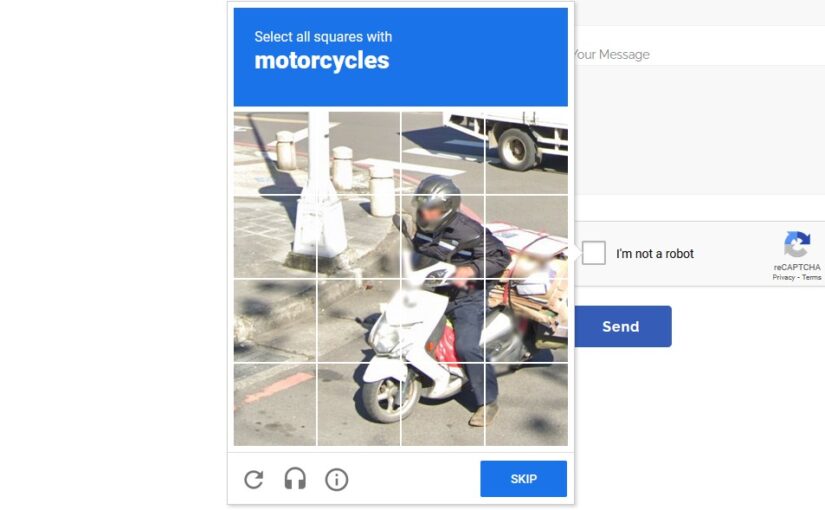 Select all squares with
motorcycles
Your Message
I'm not a robot
reCAPTCHA
Privacy - Terms
Send
SKIP